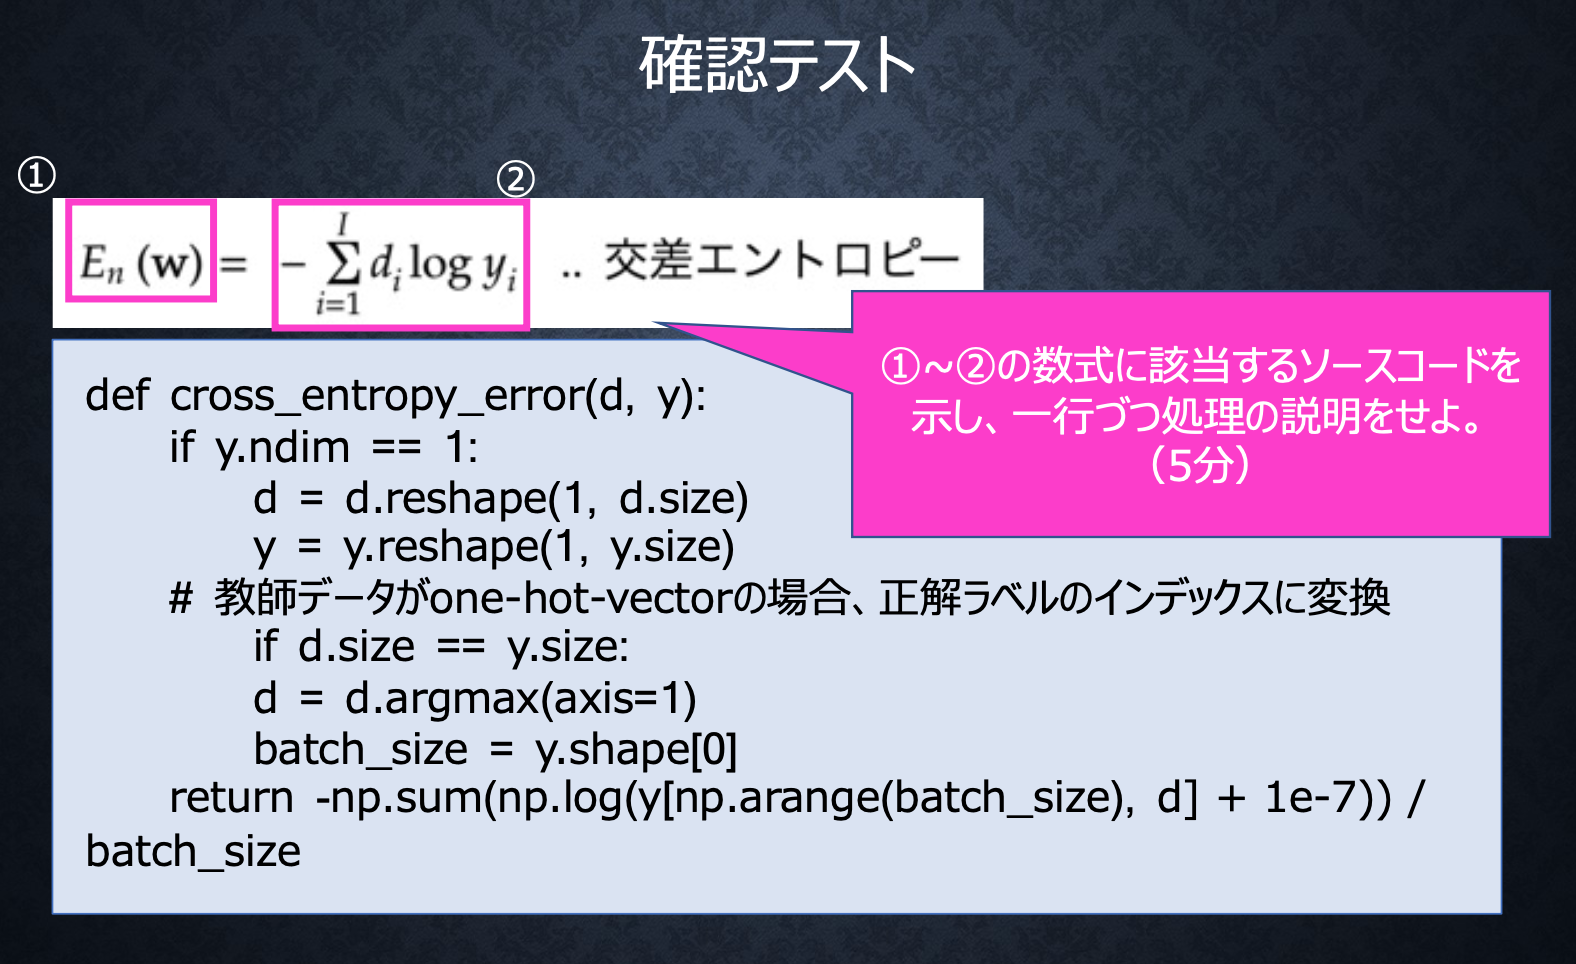 確認テスト
① ②
E_n (w) = − ∑_{i=1}^{I} d_i log y_i .. 交差エントロピー
①~②の数式に該当するソースコードを
示し、一行づつ処理の説明をせよ。
（5分）
def cross_entropy_error(d, y):
    if y.ndim == 1:
        d = d.reshape(1, d.size)
        y = y.reshape(1, y.size)
    # 教師データがone-hot-vectorの場合、正解ラベルのインデックスに変換
        if d.size == y.size:
        d = d.argmax(axis=1)
        batch_size = y.shape[0]
    return -np.sum(np.log(y[np.arange(batch_size), d] + 1e-7)) /
batch_size